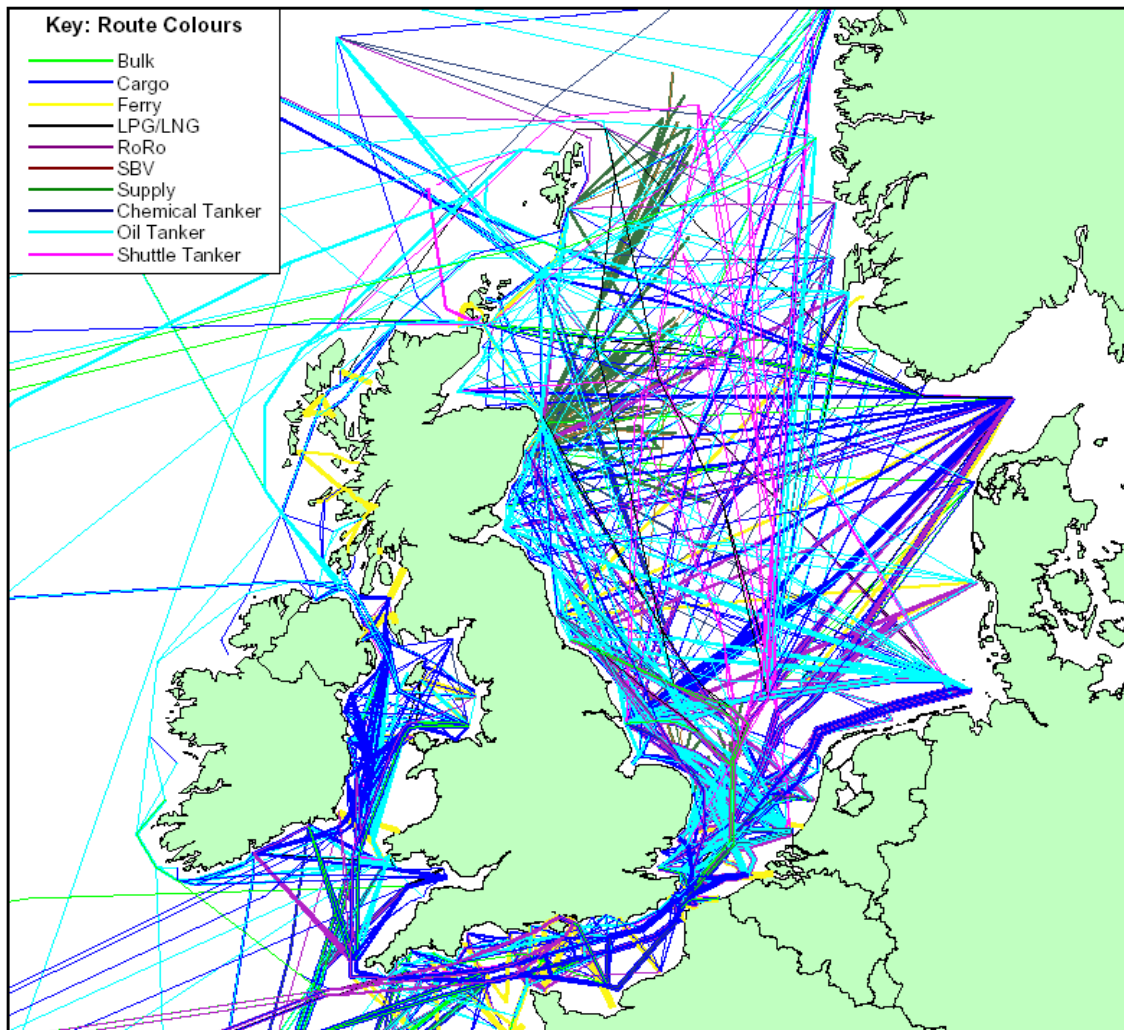 Key: Route Colours
Bulk
Cargo
Ferry
LPG/LNG
RoRo
SBV
Supply
Chemical Tanker
Oil Tanker
Shuttle Tanker